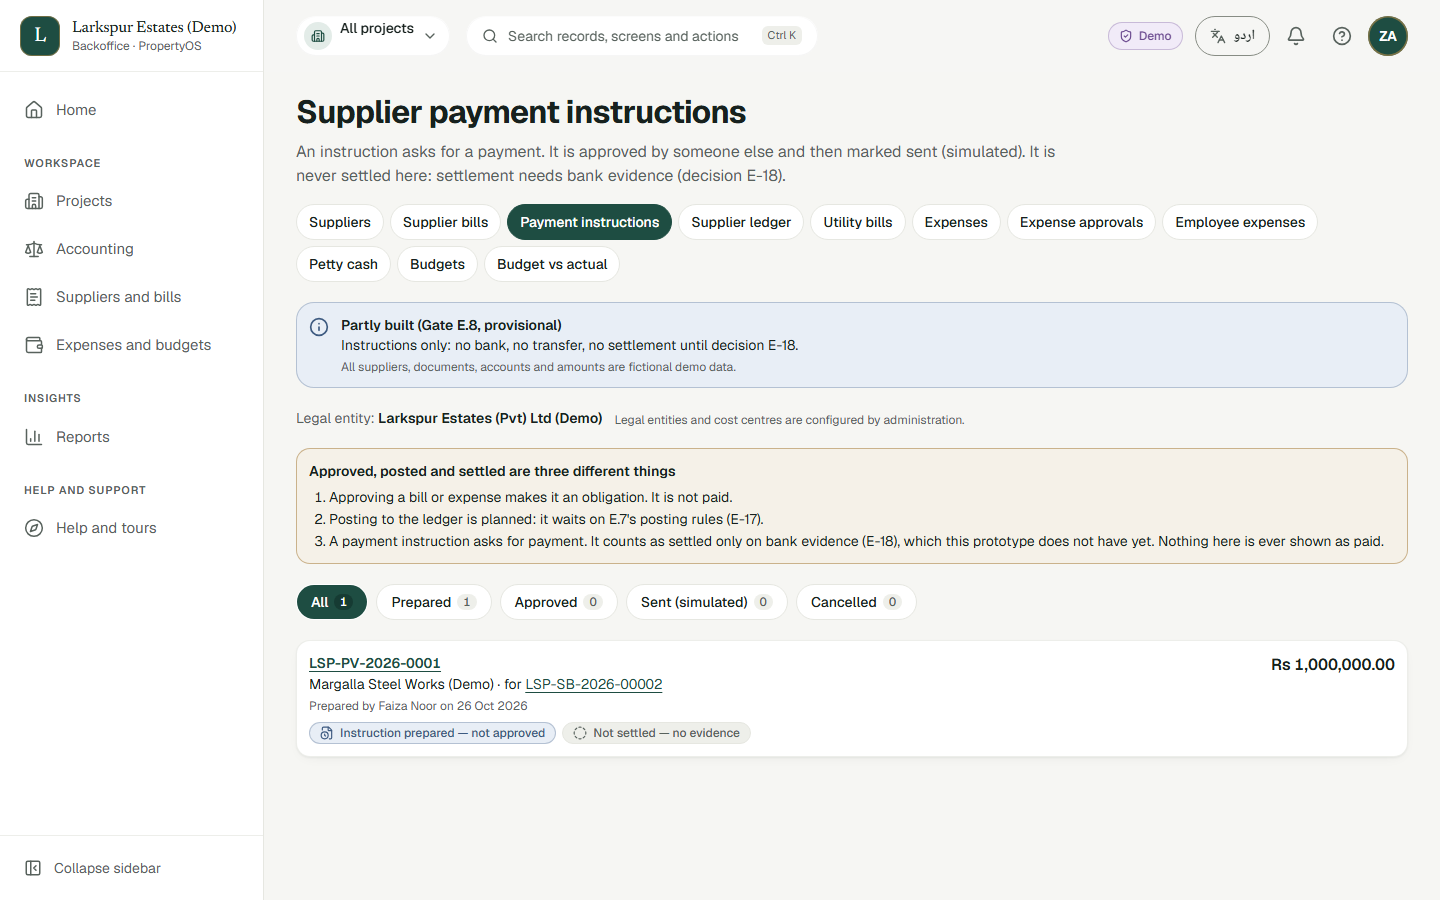 L
Larkspur Estates (Demo)
Backoffice · PropertyOS
All projects
Search records, screens and actions
Ctrl K
Demo
اردو
ZA
Home
WORKSPACE
Projects
Accounting
Suppliers and bills
Expenses and budgets
INSIGHTS
Reports
HELP AND SUPPORT
Help and tours
Collapse sidebar
Supplier payment instructions
An instruction asks for a payment. It is approved by someone else and then marked sent (simulated). It is
never settled here: settlement needs bank evidence (decision E-18).
Suppliers
Supplier bills
Payment instructions
Supplier ledger
Utility bills
Expenses
Expense approvals
Employee expenses
Petty cash
Budgets
Budget vs actual
Partly built (Gate E.8, provisional)
Instructions only: no bank, no transfer, no settlement until decision E-18.
All suppliers, documents, accounts and amounts are fictional demo data.
Legal entity: Larkspur Estates (Pvt) Ltd (Demo) Legal entities and cost centres are configured by administration.
Approved, posted and settled are three different things
1. Approving a bill or expense makes it an obligation. It is not paid.
2. Posting to the ledger is planned: it waits on E.7's posting rules (E-17).
3. A payment instruction asks for payment. It counts as settled only on bank evidence (E-18), which this prototype does not have yet. Nothing here is ever shown as paid.
All 1
Prepared 1
Approved 0
Sent (simulated) 0
Cancelled 0
LSP-PV-2026-0001
Rs 1,000,000.00
Margalla Steel Works (Demo) · for LSP-SB-2026-00002
Prepared by Faiza Noor on 26 Oct 2026
Instruction prepared — not approved
Not settled — no evidence